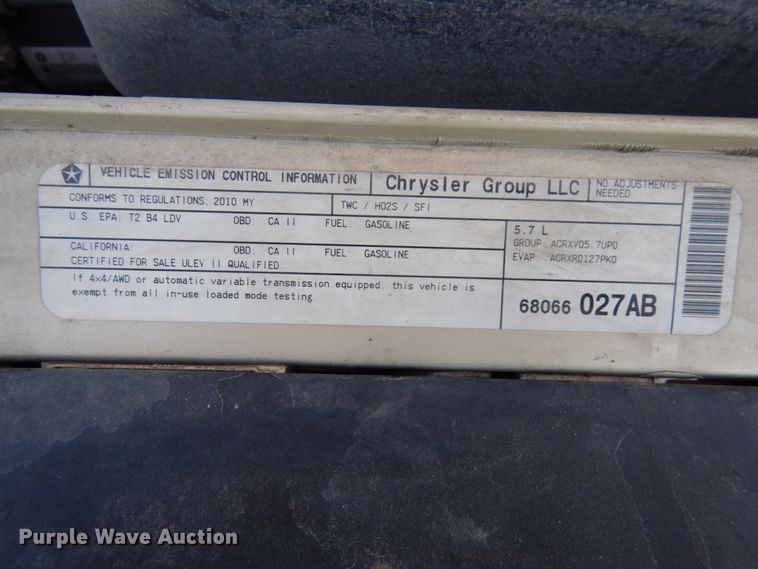 VEHICLE EMISSION CONTROL INFORMATION
Chrysler Group LLC
NO ADJUSTMENTS
NEEDED
CONFORMS TO REGULATIONS: 2010 MY
TWC / HO2S / SFI
U.S. EPA: T2 B4 LDV OBD: CA II FUEL: GASOLINE
CALIFORNIA: OBD: CA II FUEL: GASOLINE
CERTIFIED FOR SALE ULEV II QUALIFIED
5.7 L
GROUP: ACRXV05.7UP0
EVAP: ACRXR0127PK0
If 4x4/AWD or automatic variable transmission equipped, this vehicle is
exempt from all in-use loaded mode testing.
68066 027AB
Purple Wave Auction